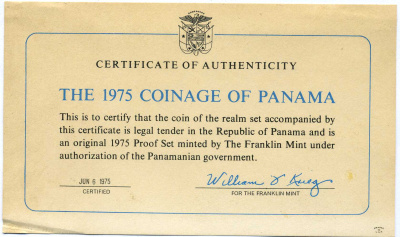 CERTIFICATE OF AUTHENTICITY
THE 1975 COINAGE OF PANAMA
This is to certify that the coin of the realm set accompanied by
this certificate is legal tender in the Republic of Panama and is
an original 1975 Proof Set minted by The Franklin Mint under
authorization of the Panamanian government.
JUN 6 1975
CERTIFIED
FOR THE FRANKLIN MINT